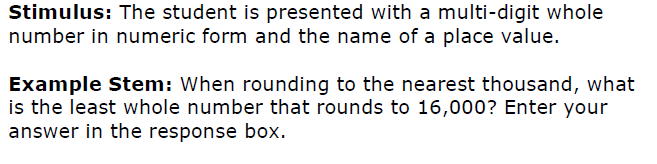 Stimulus: The student is presented with a multi-digit whole
number in numeric form and the name of a place value.
Example Stem: When rounding to the nearest thousand, what
is the least whole number that rounds to 16,000? Enter your
answer in the response box.